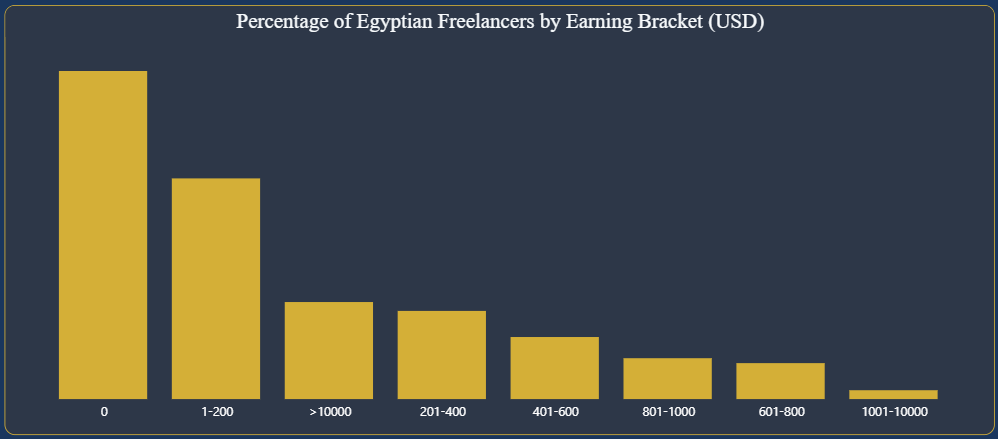 Percentage of Egyptian Freelancers by Earning Bracket (USD)
0 1-200 >10000 201-400 401-600 801-1000 601-800 1001-10000